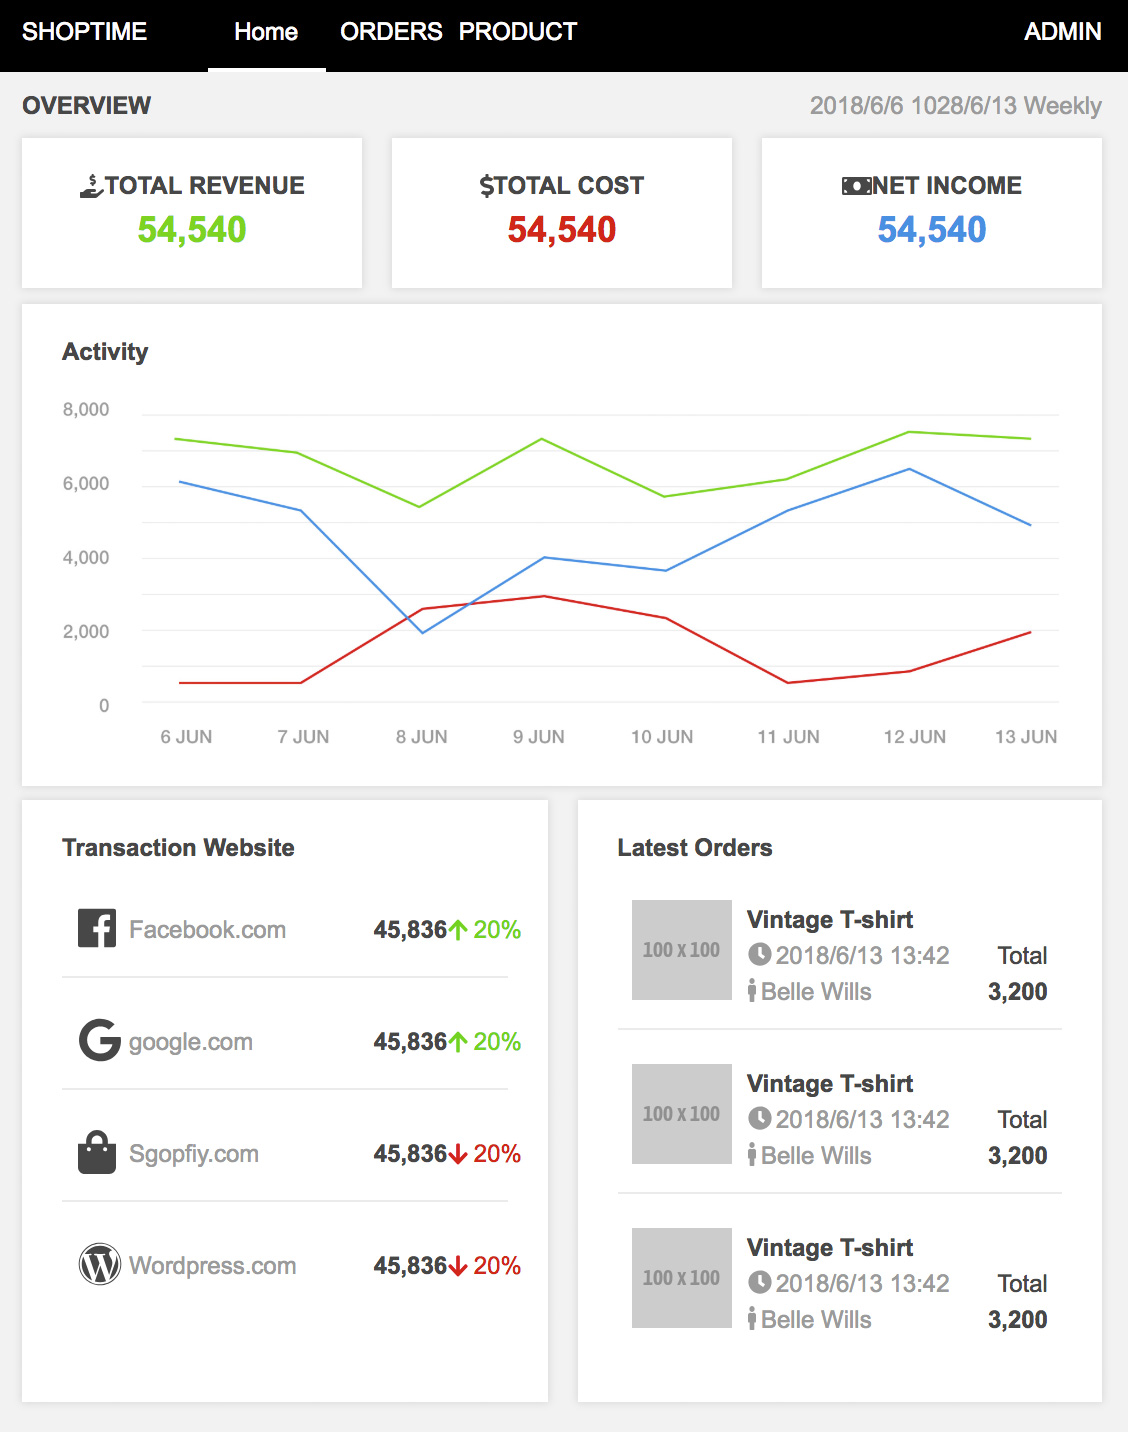 SHOPTIME Home ORDERS PRODUCT ADMIN
OVERVIEW 2018/6/6 1028/6/13 Weekly
TOTAL REVENUE
54,540
$TOTAL COST
54,540
NET INCOME
54,540
Activity
8,000
6,000
4,000
2,000
0
6 JUN 7 JUN 8 JUN 9 JUN 10 JUN 11 JUN 12 JUN 13 JUN
Transaction Website
Facebook.com 45,836 20%
google.com 45,836 20%
Sgopfiy.com 45,836 20%
Wordpress.com 45,836 20%
Latest Orders
100 x 100
Vintage T-shirt
2018/6/13 13:42 Total
Belle Wills 3,200
100 x 100
Vintage T-shirt
2018/6/13 13:42 Total
Belle Wills 3,200
100 x 100
Vintage T-shirt
2018/6/13 13:42 Total
Belle Wills 3,200